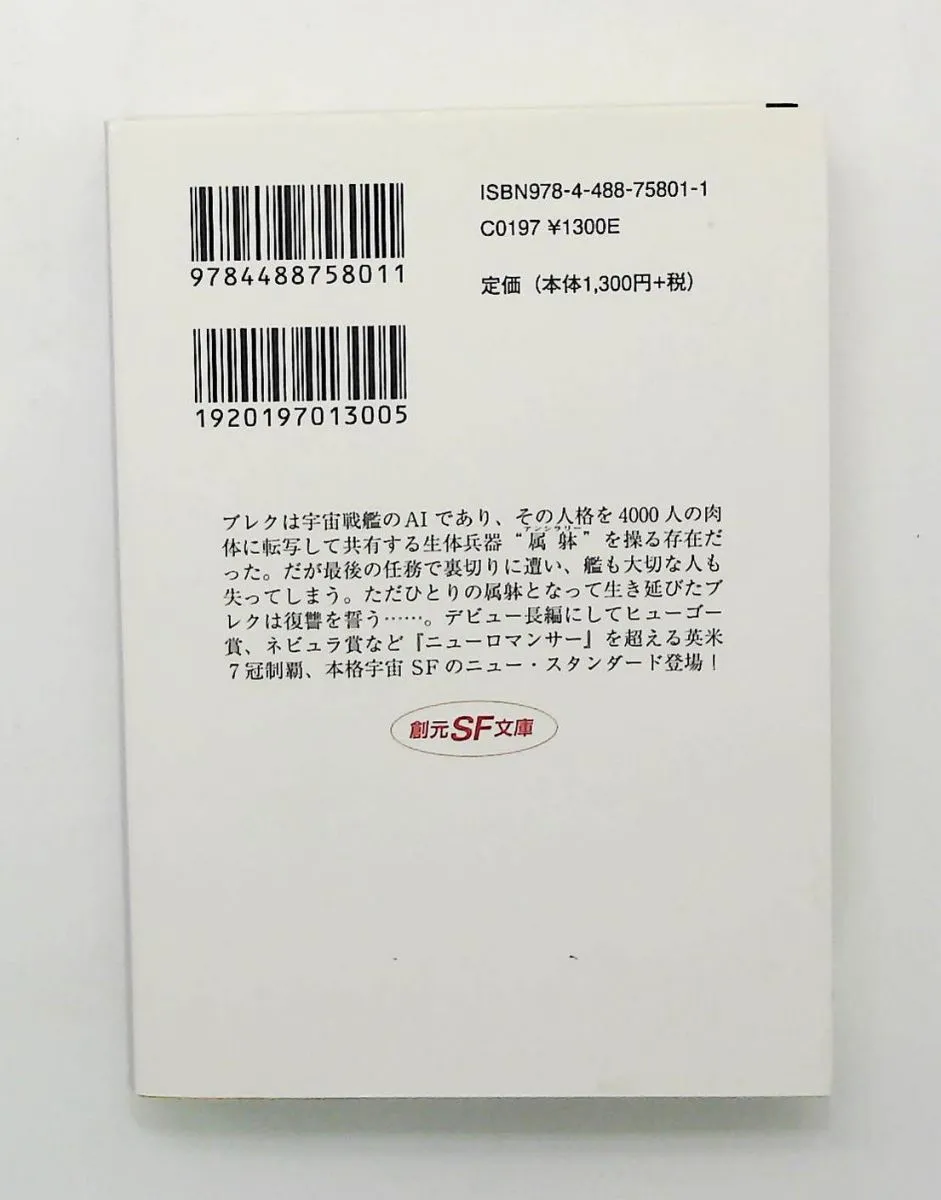 ISBN978-4-488-75801-1
C0197 ¥1300E
9784488758011
定価（本体1,300円+税）
1920197013005
ブレクは宇宙戦艦のAIであり、その人格を4000人の肉
アンシラリー
体に転写して共有する生体兵器“属躰”を操る存在だ
った。だが最後の任務で裏切りに遭い、艦も大切な人も
失ってしまう。ただひとりの属躰となって生き延びたブ
レクは復讐を誓う……。デビュー長編にしてヒューゴー
賞、ネビュラ賞など『ニューロマンサー』を超える英米
7冠制覇、本格宇宙SFのニュー・スタンダード登場！
創元SF文庫